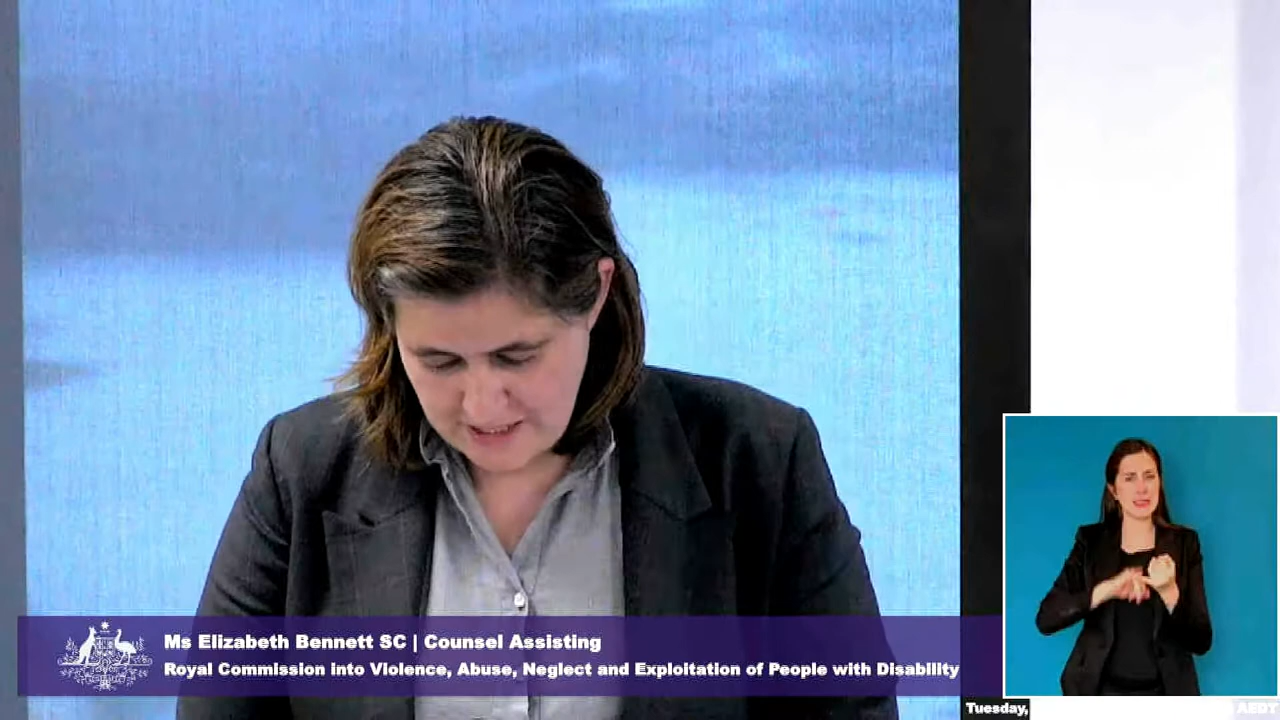 Ms Elizabeth Bennett SC | Counsel Assisting
Royal Commission into Violence, Abuse, Neglect and Exploitation of People with Disability
Tuesday, AEDT